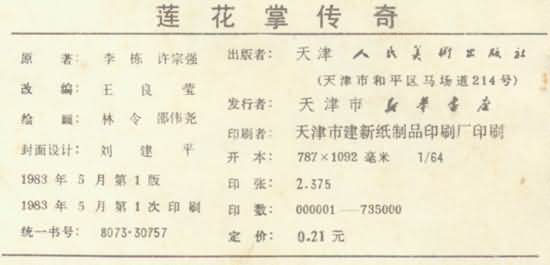 莲花掌传奇
原著：李栋 许宗强
改编：王良莹
绘画：林令 邵伟尧
封面设计：刘建平
1983年5月第1版
1983年5月第1次印刷
统一书号：8073·30757
出版者：天津人民美術出版社
(天津市和平区马场道214号)
发行者：天津市新华书店
印刷者：天津市建新纸制品印刷厂印刷
开本：787×1092毫米 1/64
印张：2.375
印数：000001—735000
定价：0.21元